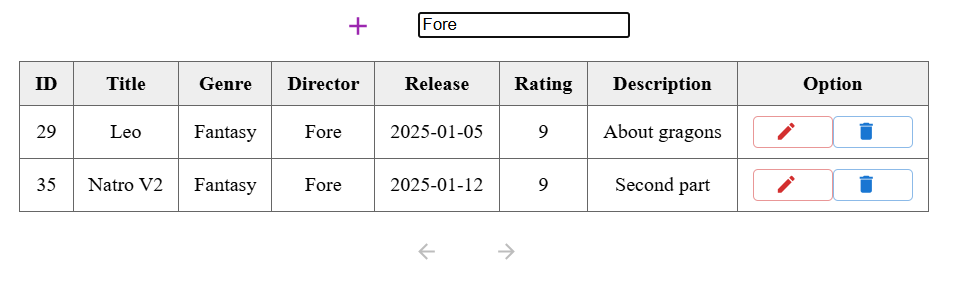 Fore
ID Title Genre Director Release Rating Description Option
29 Leo Fantasy Fore 2025-01-05 9 About gragons
35 Natro V2 Fantasy Fore 2025-01-12 9 Second part